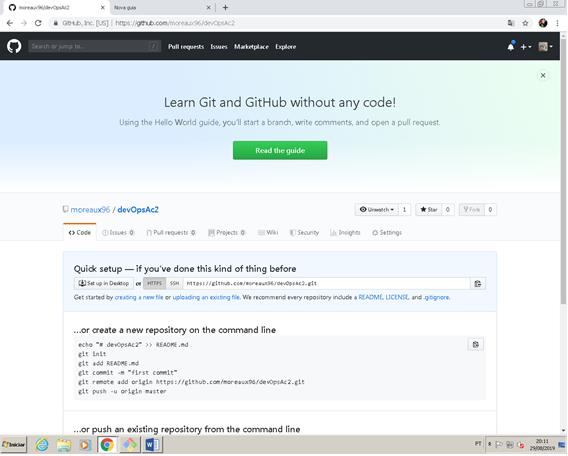 moreaux96/devOpsAc2
Nova guia
GitHub, Inc. [US] | https://github.com/moreaux96/devOpsAc2
Search or jump to...
/
Pull requests Issues Marketplace Explore
Learn Git and GitHub without any code!
Using the Hello World guide, you'll start a branch, write comments, and open a pull request.
Read the guide
moreaux96 / devOpsAc2
Unwatch 1 Star 0 Fork 0
Code Issues 0 Pull requests 0 Projects 0 Wiki Security Insights Settings
Quick setup — if you've done this kind of thing before
Set up in Desktop or HTTPS SSH https://github.com/moreaux96/devOpsAc2.git
Get started by creating a new file or uploading an existing file. We recommend every repository include a README, LICENSE, and .gitignore.
...or create a new repository on the command line
echo "# devOpsAc2" >> README.md
git init
git add README.md
git commit -m "first commit"
git remote add origin https://github.com/moreaux96/devOpsAc2.git
git push -u origin master
...or push an existing repository from the command line
Iniciar
PT
20:11
29/08/2019